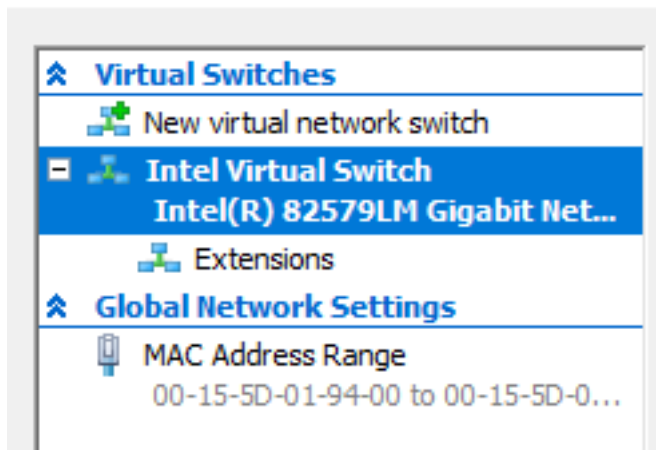 Virtual Switches
New virtual network switch
Intel Virtual Switch
Intel(R) 82579LM Gigabit Net...
Extensions
Global Network Settings
MAC Address Range
00-15-5D-01-94-00 to 00-15-5D-0...